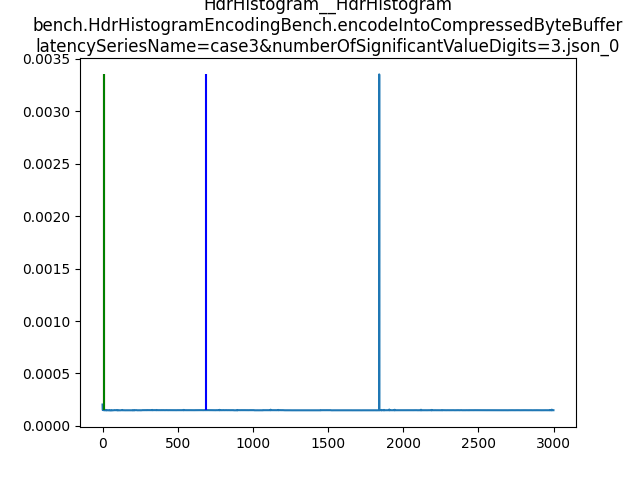 HdrHistogram__HdrHistogram
bench.HdrHistogramEncodingBench.encodeIntoCompressedByteBuffer
latencySeriesName=case3&numberOfSignificantValueDigits=3.json_0
0.0035
0.0030
0.0025
0.0020
0.0015
0.0010
0.0005
0.0000
0 500 1000 1500 2000 2500 3000